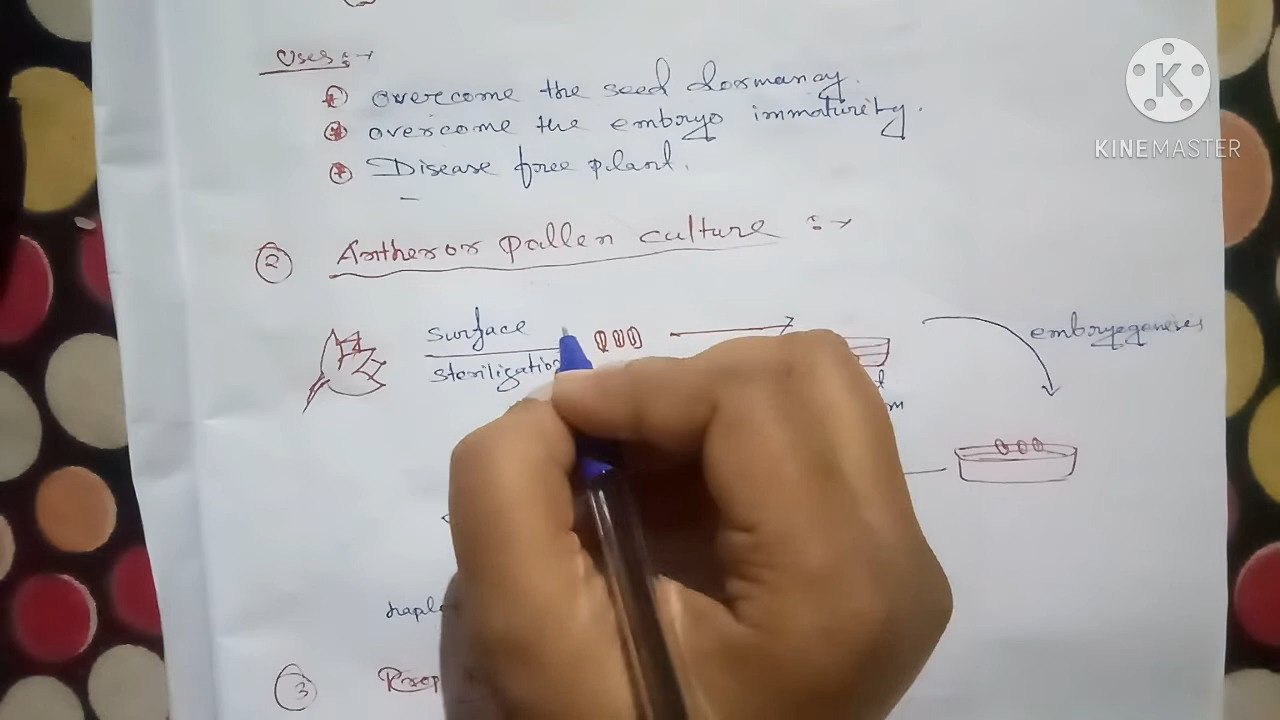 Uses :→
overcome the seed dormancy.
overcome the embryo immaturity.
Disease free plant.
② Anther or pollen culture :→
surface
sterilization
embryogenesis
③
K
KINEMASTER